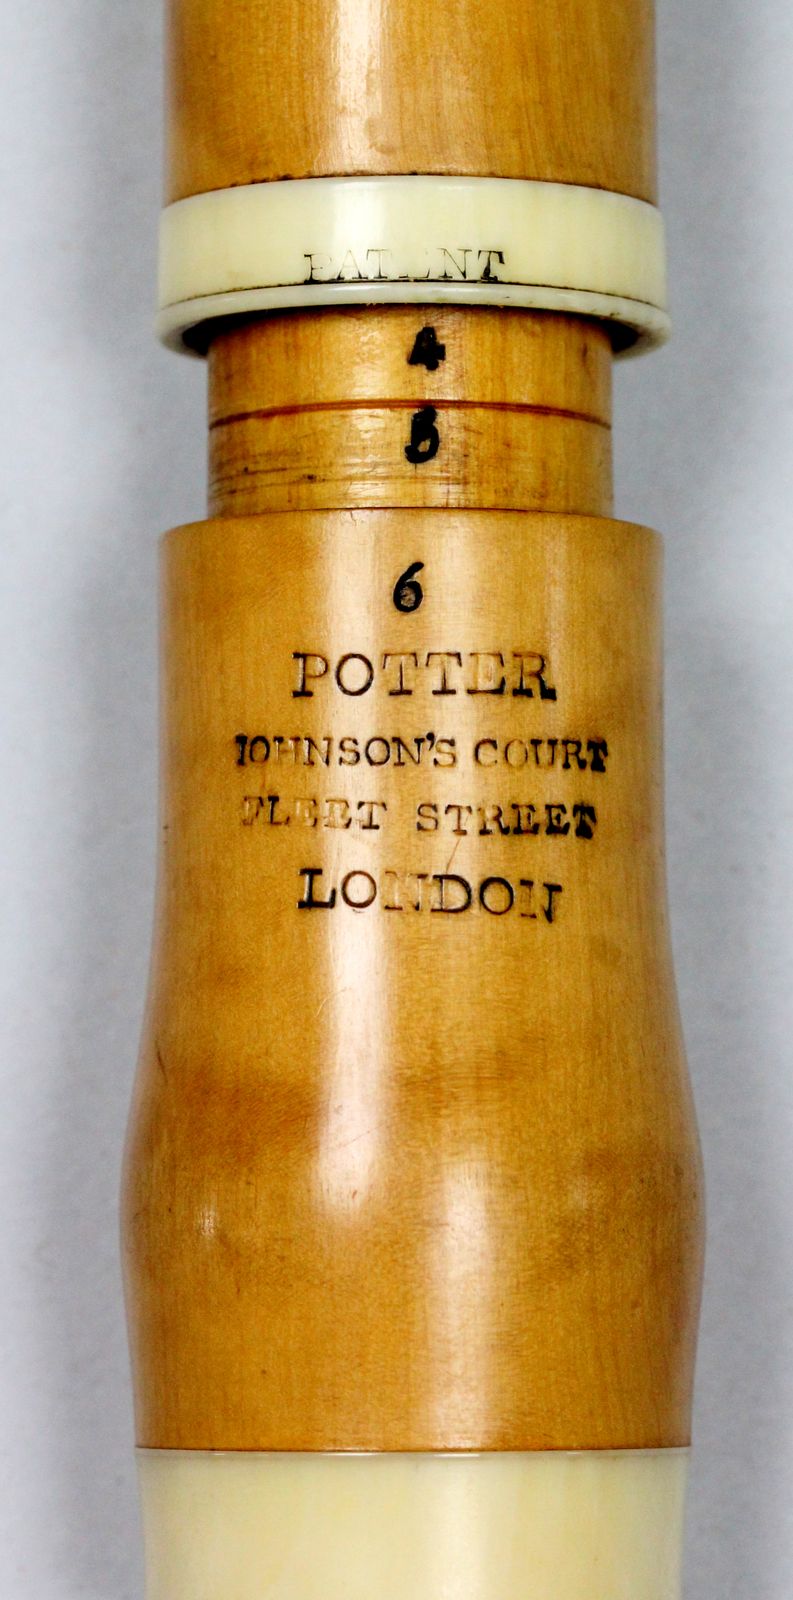 PATENT
4
5
6
POTTER
JOHNSON'S COURT
FLEET STREET
LONDON